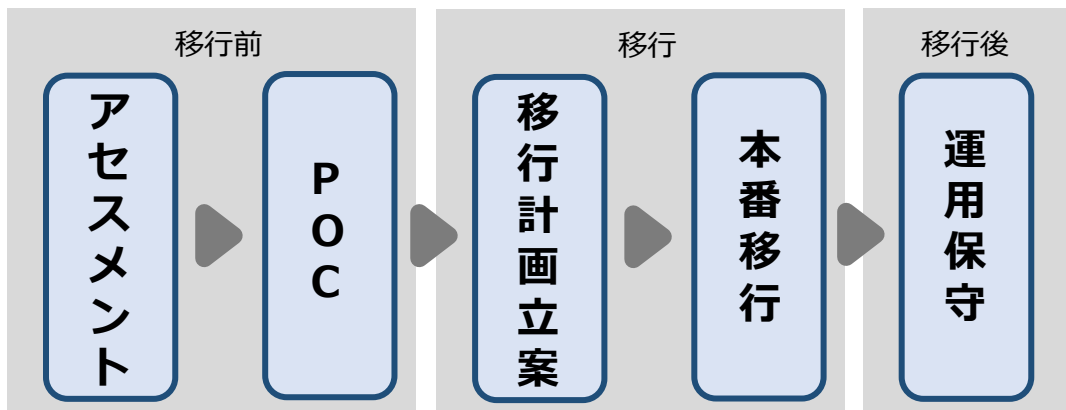 移行前
アセスメント
POC
移行
移行計画立案
本番移行
移行後
運用保守